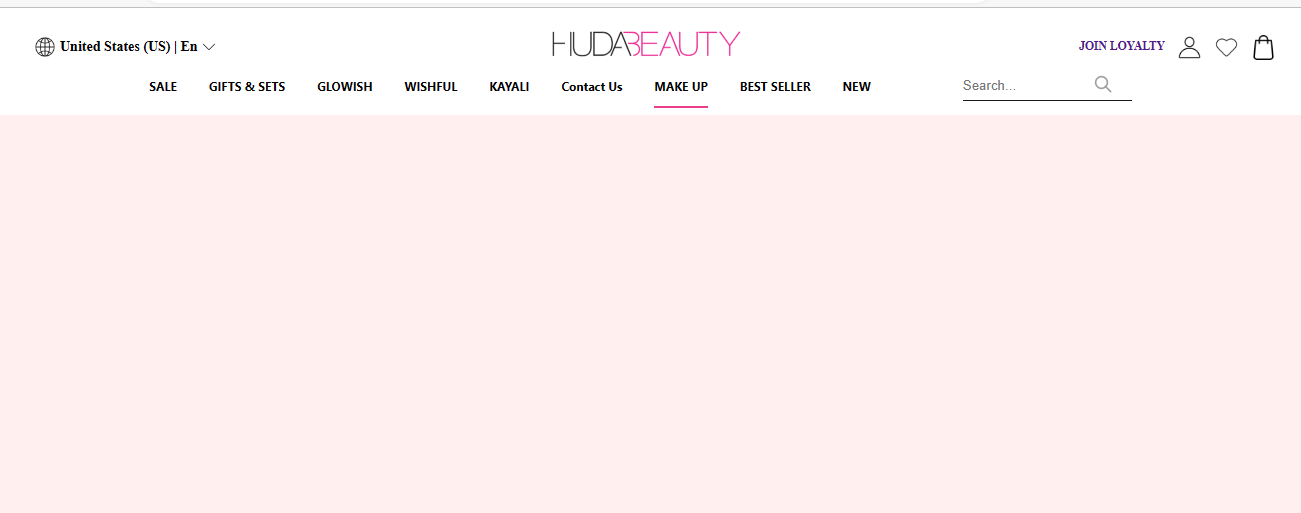 United States (US) | En
HUDABEAUTY
JOIN LOYALTY
SALE GIFTS & SETS GLOWISH WISHFUL KAYALI Contact Us MAKE UP BEST SELLER NEW Search...